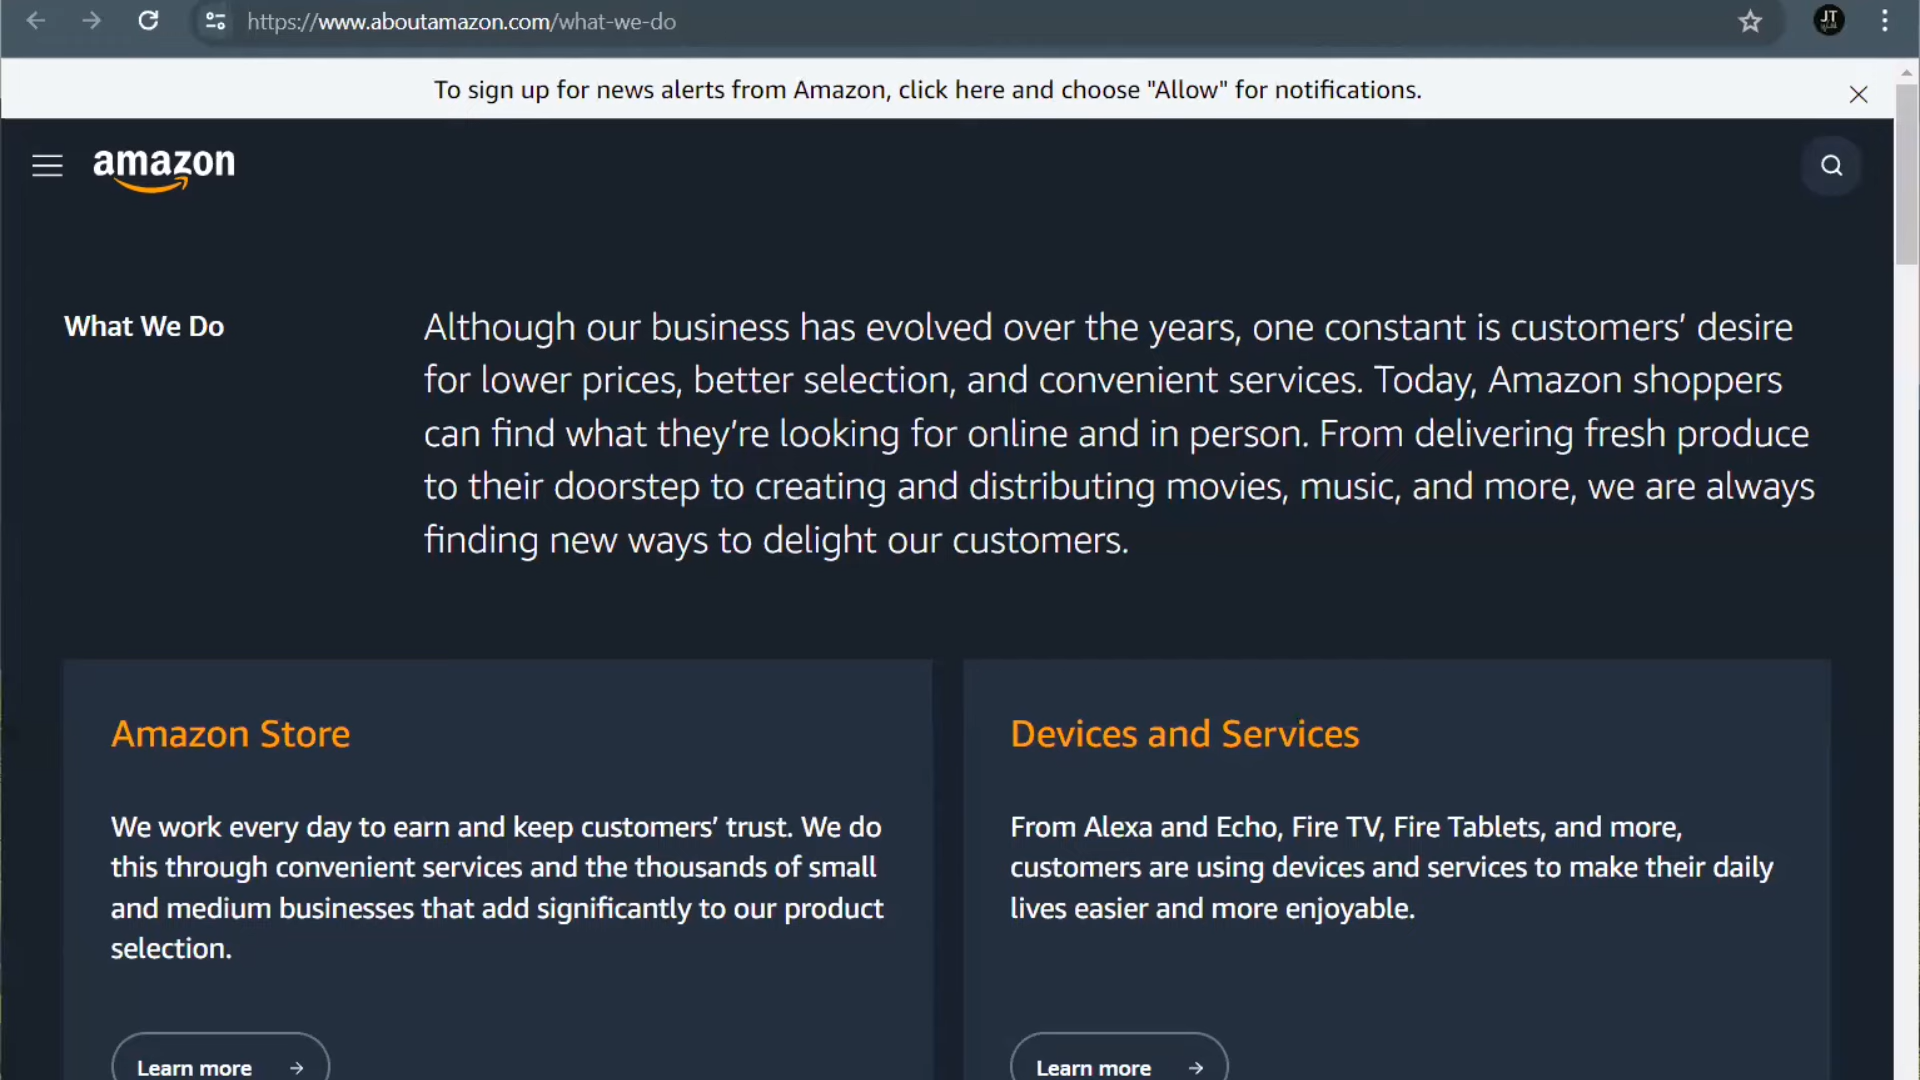 https://www.aboutamazon.com/what-we-do
JT
To sign up for news alerts from Amazon, click here and choose "Allow" for notifications.
amazon
What We Do
Although our business has evolved over the years, one constant is customers’ desire
for lower prices, better selection, and convenient services. Today, Amazon shoppers
can find what they’re looking for online and in person. From delivering fresh produce
to their doorstep to creating and distributing movies, music, and more, we are always
finding new ways to delight our customers.
Amazon Store
We work every day to earn and keep customers’ trust. We do
this through convenient services and the thousands of small
and medium businesses that add significantly to our product
selection.
Learn more
Devices and Services
From Alexa and Echo, Fire TV, Fire Tablets, and more,
customers are using devices and services to make their daily
lives easier and more enjoyable.
Learn more